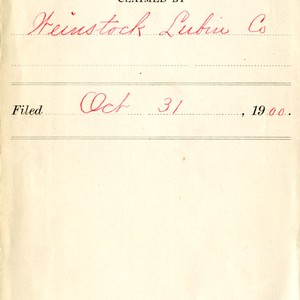 CLAIMED BY
Weinstock Lubin Co
Filed Oct 31, 1900.